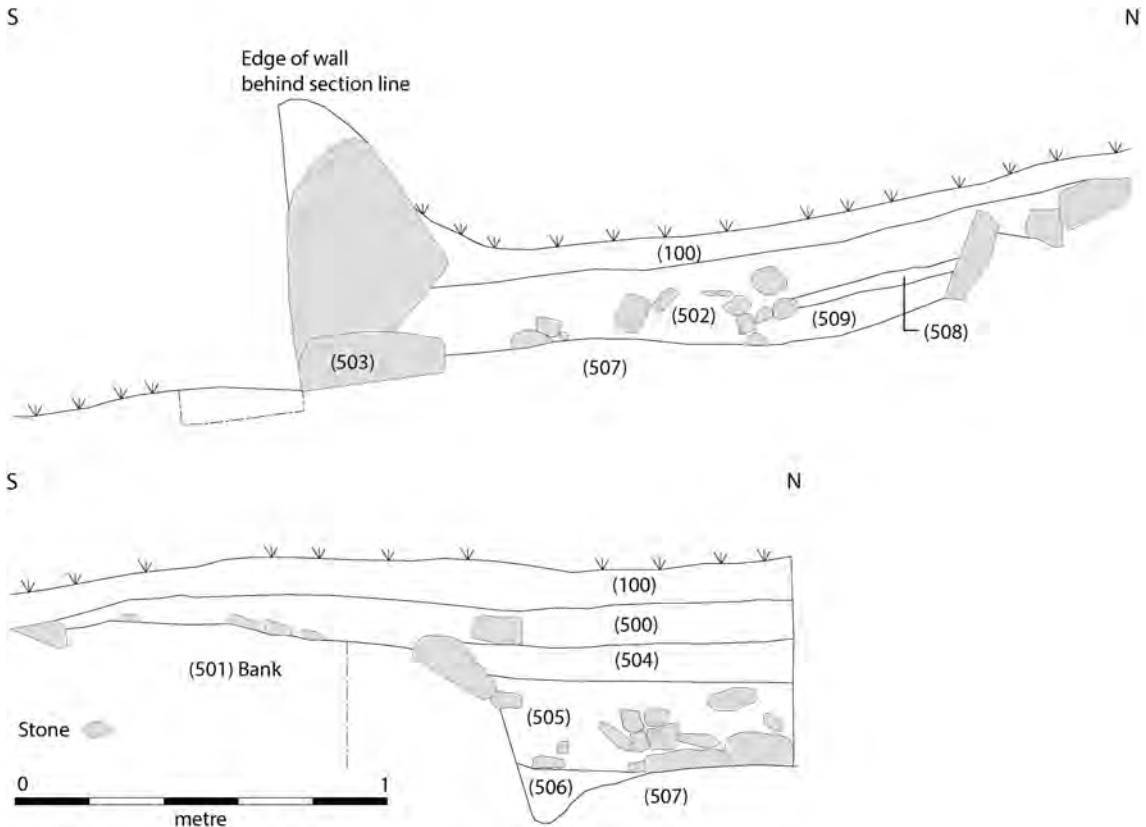 S
N
Edge of wall
behind section line
(100)
(502)
(509)
(508)
(503)
(507)
S
N
(100)
(500)
(504)
(501) Bank
(505)
Stone
(506)
(507)
0
1
metre